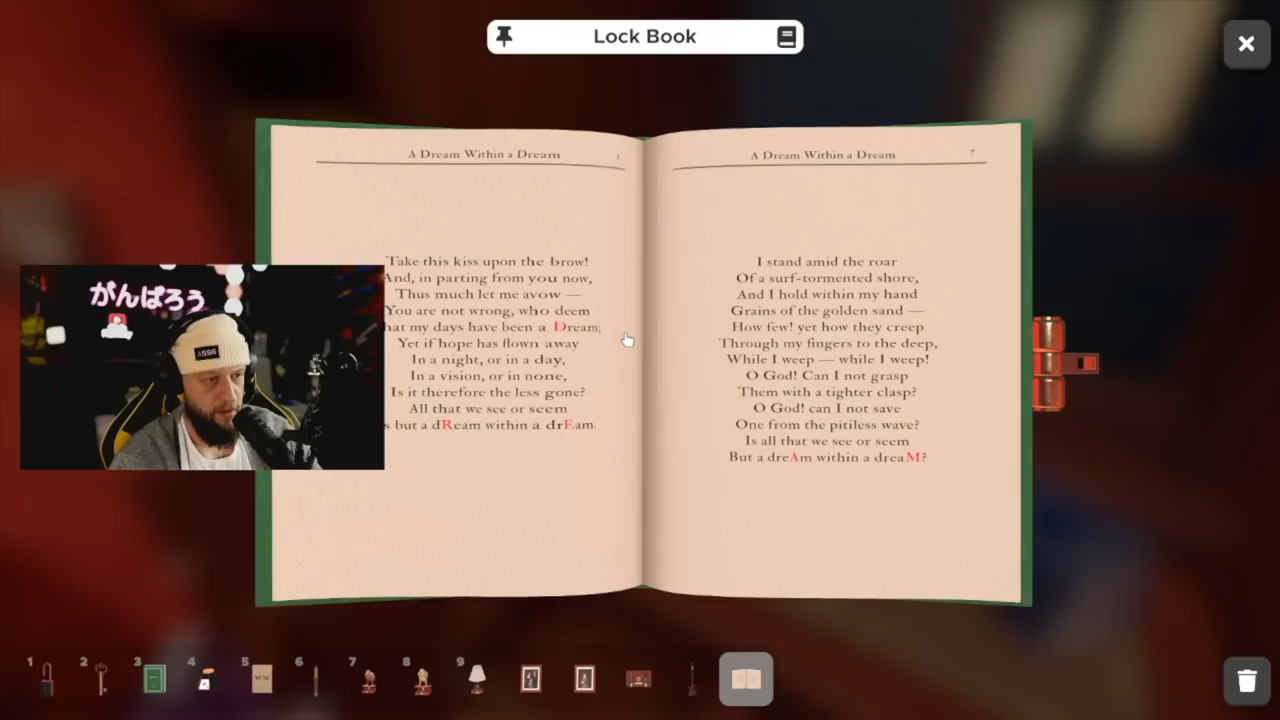 Lock Book
A Dream Within a Dream
Take this kiss upon the brow!
And, in parting from you now,
Thus much let me avow —
You are not wrong, who deem
hat my days have been a Dream;
Yet if hope has flown away
In a night, or in a day,
In a vision, or in none,
Is it therefore the less gone?
All that we see or seem
s but a dReam within a drEam.
A Dream Within a Dream 7
I stand amid the roar
Of a surf-tormented shore,
And I hold within my hand
Grains of the golden sand —
How few! yet how they creep
Through my fingers to the deep,
While I weep — while I weep!
O God! Can I not grasp
Them with a tighter clasp?
O God! can I not save
One from the pitiless wave?
Is all that we see or seem
But a dreAm within a dreaM?
がんばろう
1 2 3 4 5 6 7 8 9